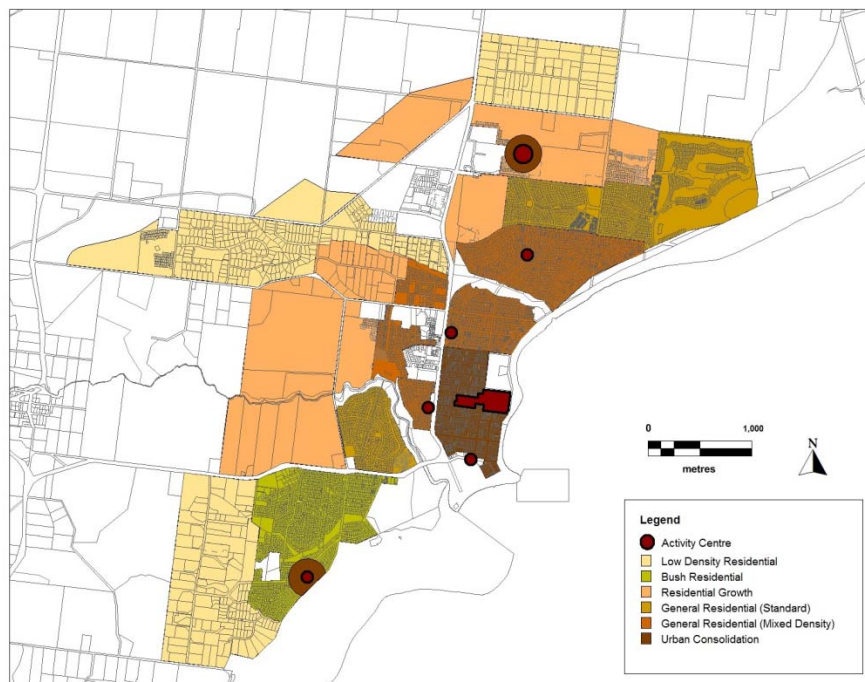 0 1,000
metres
N
Legend
Activity Centre
Low Density Residential
Bush Residential
Residential Growth
General Residential (Standard)
General Residential (Mixed Density)
Urban Consolidation